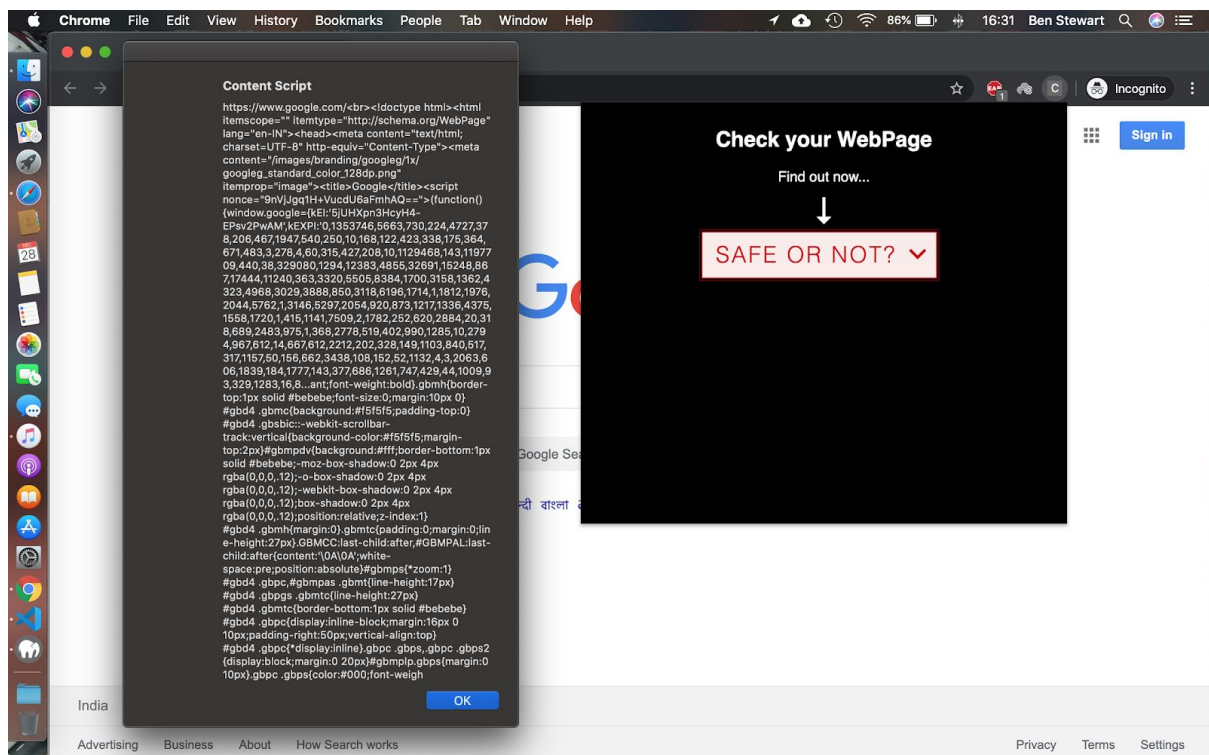 Chrome File Edit View History Bookmarks People Tab Window Help 86% 16:31 Ben Stewart
28
Content Script
https://www.google.com/<br><!doctype html><html
itemscope="" itemtype="http://schema.org/WebPage"
lang="en-IN"><head><meta content="text/html;
charset=UTF-8" http-equiv="Content-Type"><meta
content="/images/branding/googleg/1x/
googleg_standard_color_128dp.png"
itemprop="image"><title>Google</title><script
nonce="9nVjJgq1H+VucdU6aFmhAQ==">(function()
{window.google={kEI:'5jUHXpn3HcyH4-
EPsv2PwAM',kEXPI:'0,1353746,5663,730,224,4727,37
8,206,467,1947,540,250,10,168,122,423,338,175,364,
671,483,3,278,4,60,315,427,208,10,1129468,143,11977
09,440,38,329080,1294,12383,4855,32691,15248,86
7,17444,11240,363,3320,5505,8384,1700,3158,1362,4
323,4968,3029,3888,850,3118,6196,1714,1,1812,1976,
2044,5762,1,3146,5297,2054,920,873,1217,1336,4375,
1558,1720,1,415,1141,7509,2,1782,252,620,2884,20,31
8,689,2483,975,1,368,2778,519,402,990,1285,10,279
4,967,612,14,667,612,2212,202,328,149,1103,840,517,
317,1157,50,156,662,3438,108,152,52,1132,4,3,2063,6
06,1839,184,1777,143,377,686,1261,747,429,44,1009,9
3,329,1283,16,8...ant;font-weight:bold}.gbmh{border-
top:1px solid #bebebe;font-size:0;margin:10px 0}
#gbd4 .gbmc{background:#f5f5f5;padding-top:0}
#gbd4 .gbsbic::-webkit-scrollbar-
track:vertical{background-color:#f5f5f5;margin-
top:2px}#gbmpdv{background:#fff;border-bottom:1px
solid #bebebe;-moz-box-shadow:0 2px 4px
rgba(0,0,0,.12);-o-box-shadow:0 2px 4px
rgba(0,0,0,.12);-webkit-box-shadow:0 2px 4px
rgba(0,0,0,.12);box-shadow:0 2px 4px
rgba(0,0,0,.12);position:relative;z-index:1}
#gbd4 .gbmh{margin:0}.gbmtc{padding:0;margin:0;lin
e-height:27px}.GBMCC:last-child:after,#GBMPAL:last-
child:after{content:'\0A\0A';white-
space:pre;position:absolute}#gbmps{*zoom:1}
#gbd4 .gbpc,#gbmpas .gbmt{line-height:17px}
#gbd4 .gbpgs .gbmtc{line-height:27px}
#gbd4 .gbmtc{border-bottom:1px solid #bebebe}
#gbd4 .gbpc{display:inline-block;margin:16px 0
10px;padding-right:50px;vertical-align:top}
#gbd4 .gbpc{*display:inline}.gbpc .gbps,.gbpc .gbps2
{display:block;margin:0 20px}#gbmplp.gbps{margin:0
10px}.gbpc .gbps{color:#000;font-weigh
OK
ABP 1 C Incognito
Check your WebPage
Find out now...
SAFE OR NOT?
Sign in
Go
Google Sea
न्दी বাংলা
India
Advertising Business About How Search works Privacy Terms Settings